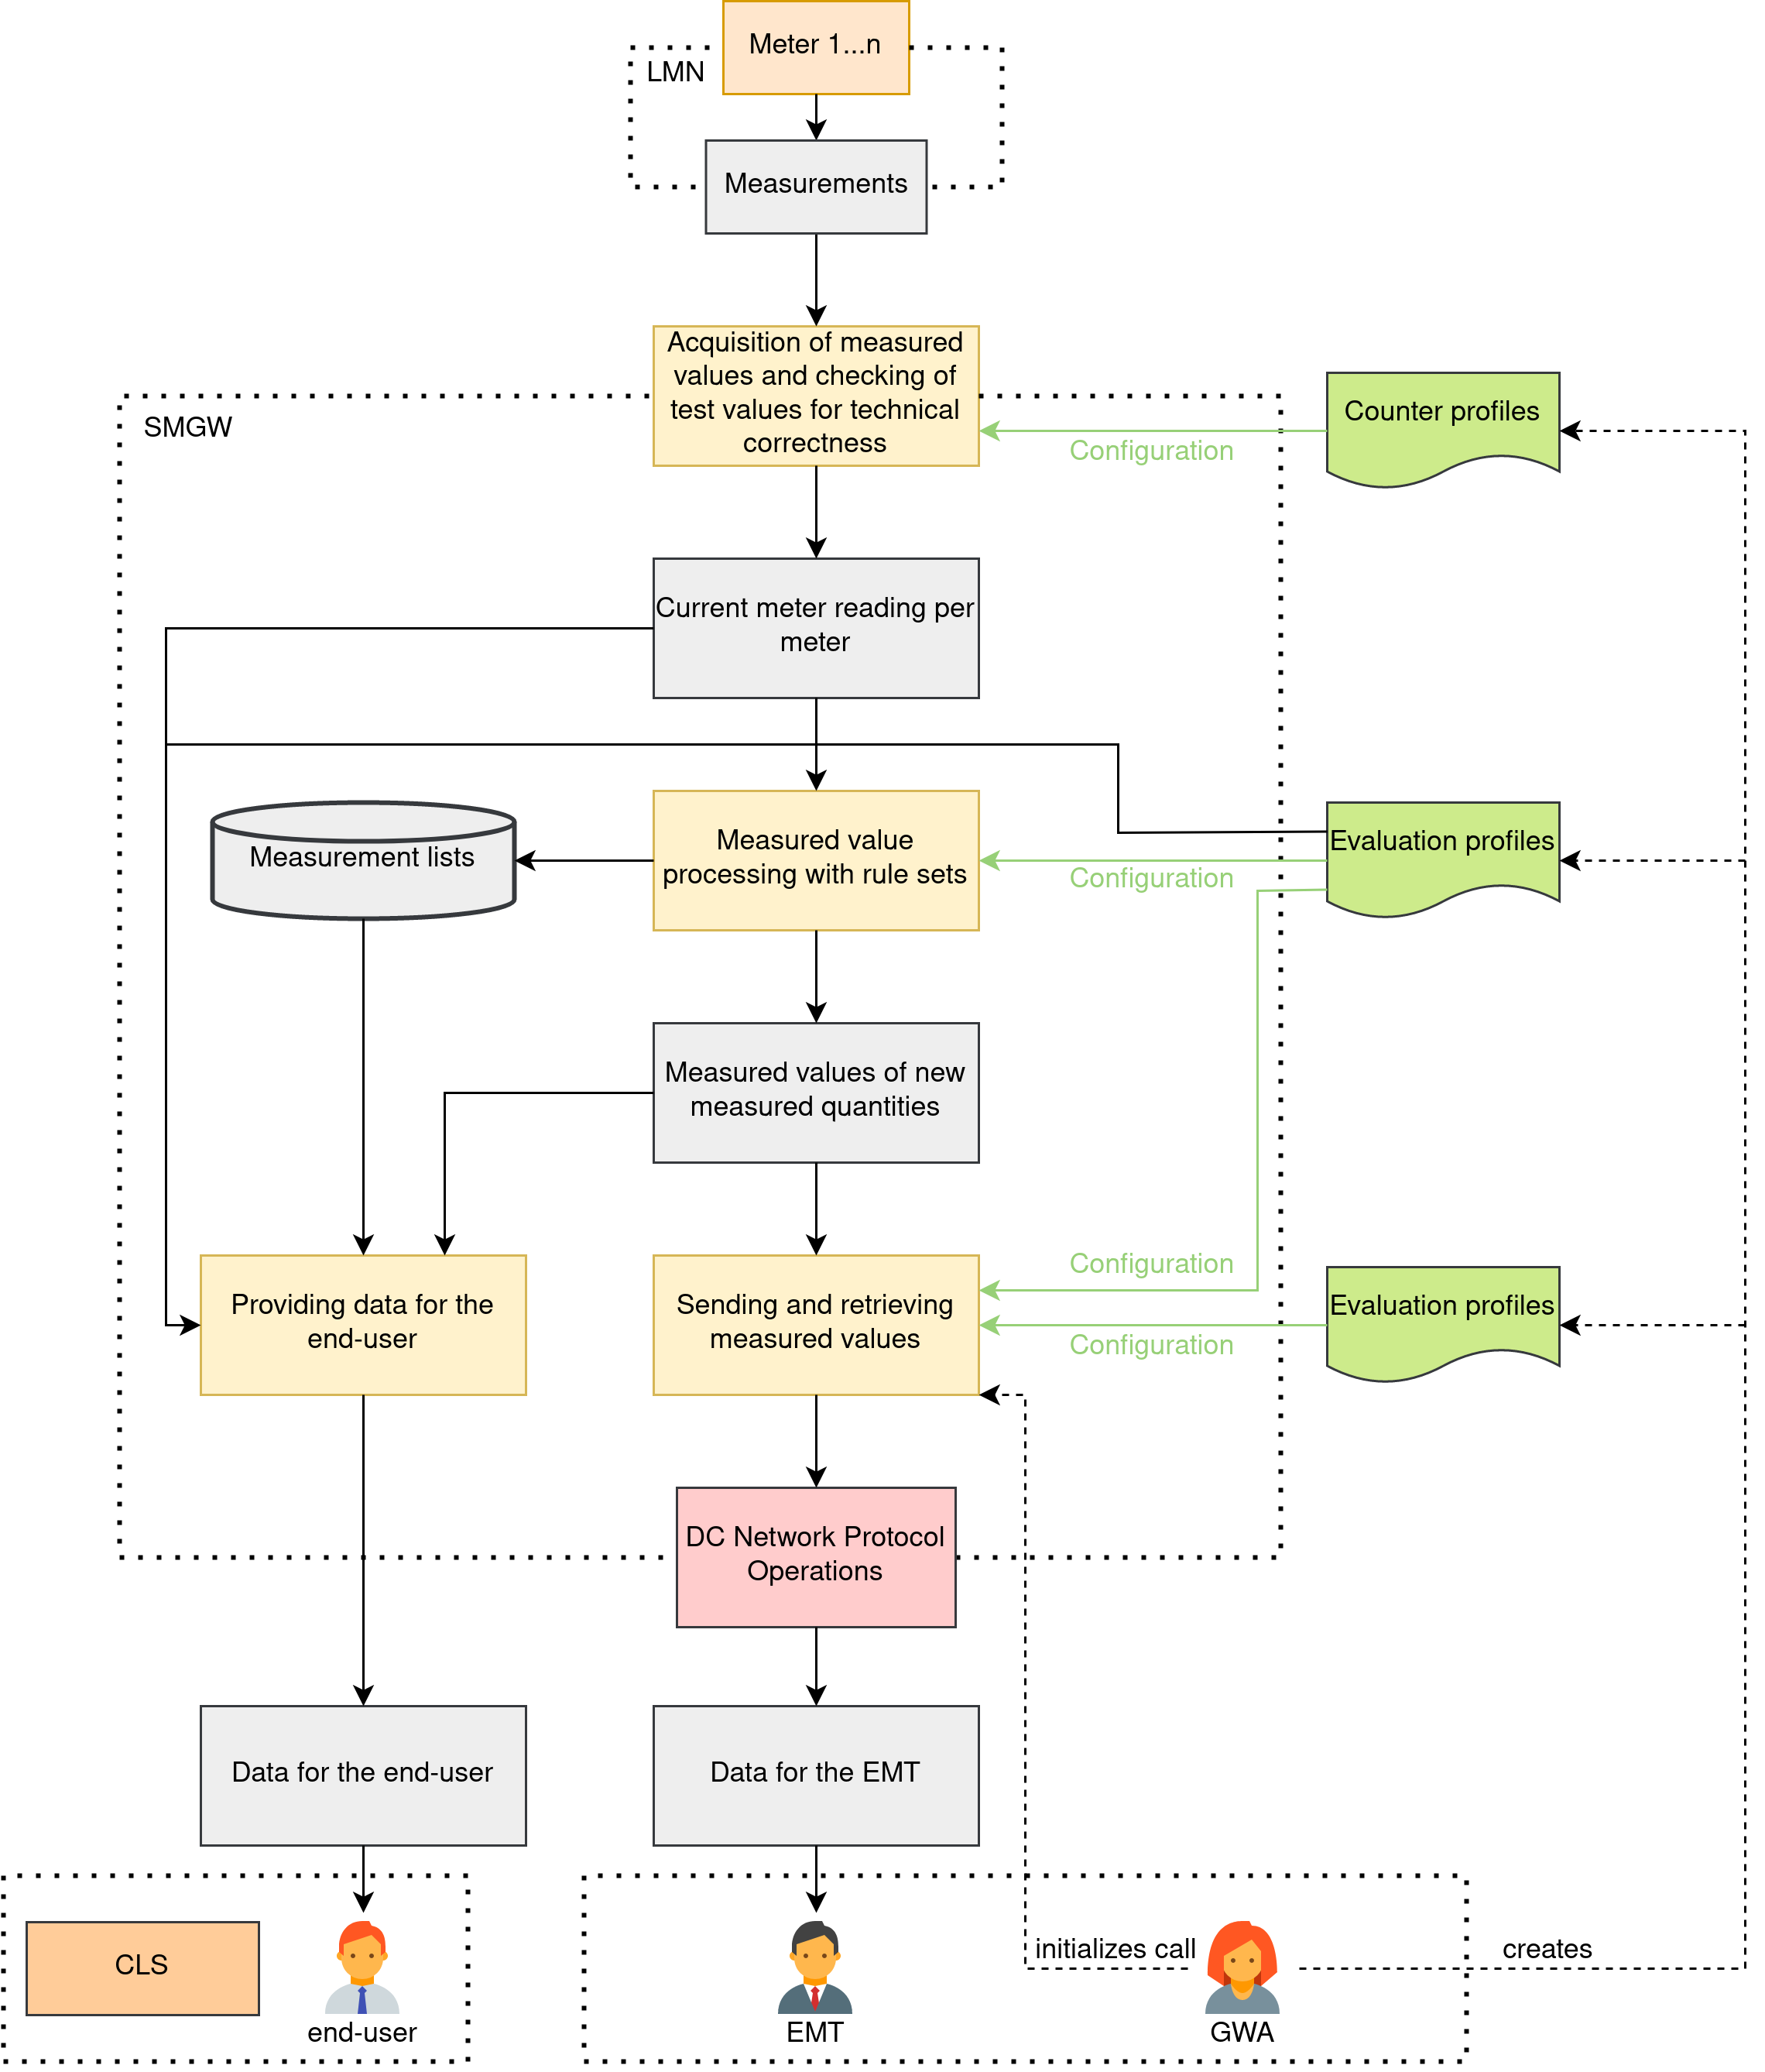 Meter 1...n
LMN
Measurements
Acquisition of measured
values and checking of
test values for technical
correctness
SMGW
Counter profiles
Configuration
Current meter reading per
meter
Measurement lists
Measured value
processing with rule sets
Configuration
Evaluation profiles
Measured values of new
measured quantities
Providing data for the
end-user
Sending and retrieving
measured values
Configuration
Configuration
Evaluation profiles
DC Network Protocol
Operations
Data for the end-user
Data for the EMT
CLS
end-user
EMT
initializes call
GWA
creates